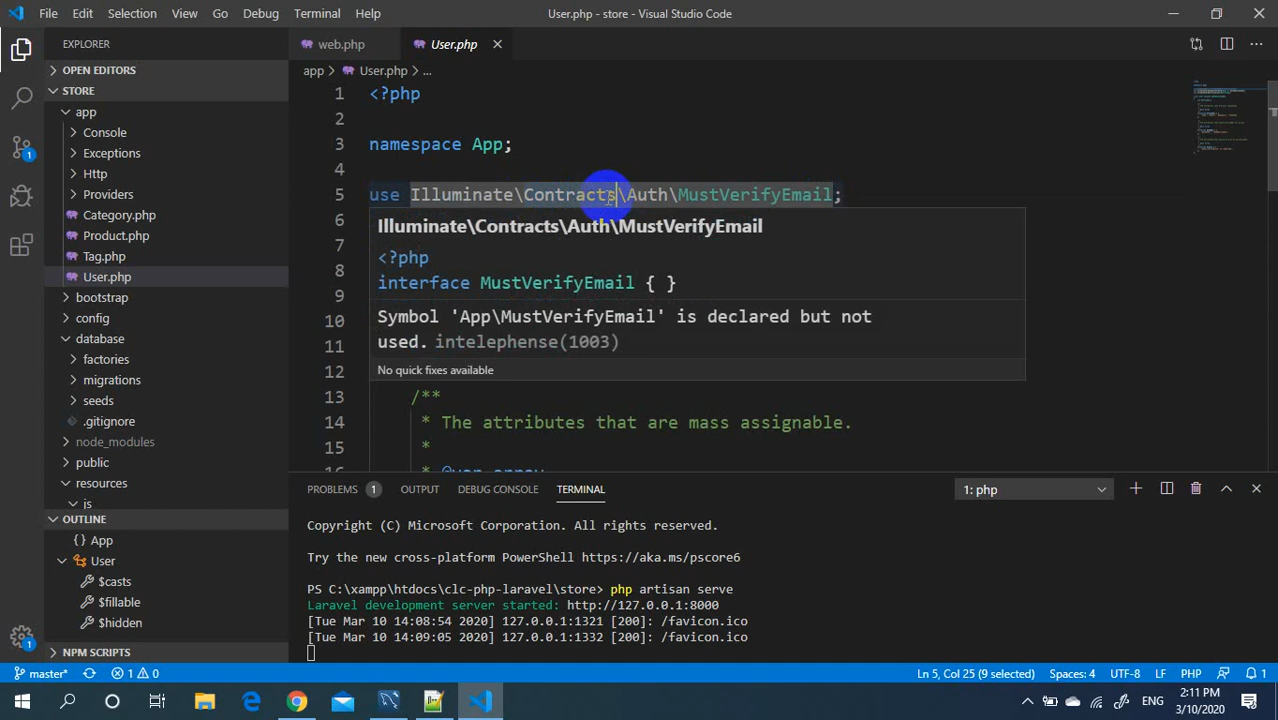 File Edit Selection View Go Debug Terminal Help User.php - store - Visual Studio Code
EXPLORER
OPEN EDITORS
STORE
app
Console
Exceptions
Http
Providers
Category.php
Product.php
Tag.php
User.php
bootstrap
config
database
factories
migrations
seeds
.gitignore
node_modules
public
resources
js
OUTLINE
{} App
User
$casts
$fillable
$hidden
NPM SCRIPTS
web.php User.php
app > User.php > ...
1 <?php
2
3 namespace App;
4
5 use Illuminate\Contracts\Auth\MustVerifyEmail;
6
7
8
9
10
11
12
Illuminate\Contracts\Auth\MustVerifyEmail
<?php
interface MustVerifyEmail { }
Symbol 'App\MustVerifyEmail' is declared but not
used. intelephense(1003)
No quick fixes available
13 /**
14 * The attributes that are mass assignable.
15 *
16 * @var array
PROBLEMS 1 OUTPUT DEBUG CONSOLE TERMINAL 1: php
Copyright (C) Microsoft Corporation. All rights reserved.
Try the new cross-platform PowerShell https://aka.ms/pscore6
PS C:\xampp\htdocs\clc-php-laravel\store> php artisan serve
Laravel development server started: http://127.0.0.1:8000
[Tue Mar 10 14:08:54 2020] 127.0.0.1:1321 [200]: /favicon.ico
[Tue Mar 10 14:09:05 2020] 127.0.0.1:1332 [200]: /favicon.ico
1
1
master* 1 0 Ln 5, Col 25 (9 selected) Spaces: 4 UTF-8 LF PHP 1
ENG 2:11 PM
3/10/2020